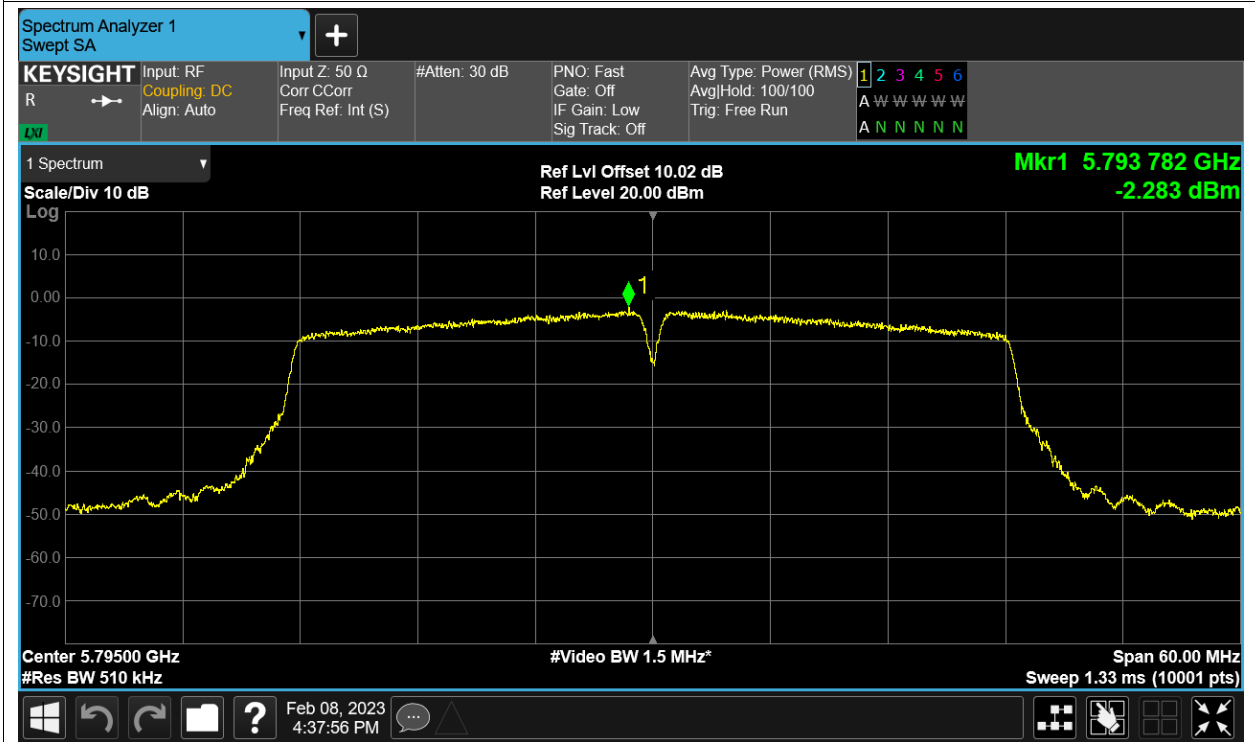 Spectrum Analyzer 1
Swept SA
KEYSIGHT
R
LXI
Input: RF
Coupling: DC
Align: Auto
Input Z: 50 Ω
Corr CCorr
Freq Ref: Int (S)
#Atten: 30 dB
PNO: Fast
Gate: Off
IF Gain: Low
Sig Track: Off
Avg Type: Power (RMS)
Avg|Hold: 100/100
Trig: Free Run
1 2 3 4 5 6
A W W W W W
A N N N N N
1 Spectrum
Scale/Div 10 dB
Log
Ref Lvl Offset 10.02 dB
Ref Level 20.00 dBm
Mkr1 5.793 782 GHz
-2.283 dBm
10.0
0.00
-10.0
-20.0
-30.0
-40.0
-50.0
-60.0
-70.0
1
Center 5.79500 GHz
#Res BW 510 kHz
#Video BW 1.5 MHz*
Span 60.00 MHz
Sweep 1.33 ms (10001 pts)
?
Feb 08, 2023
4:37:56 PM